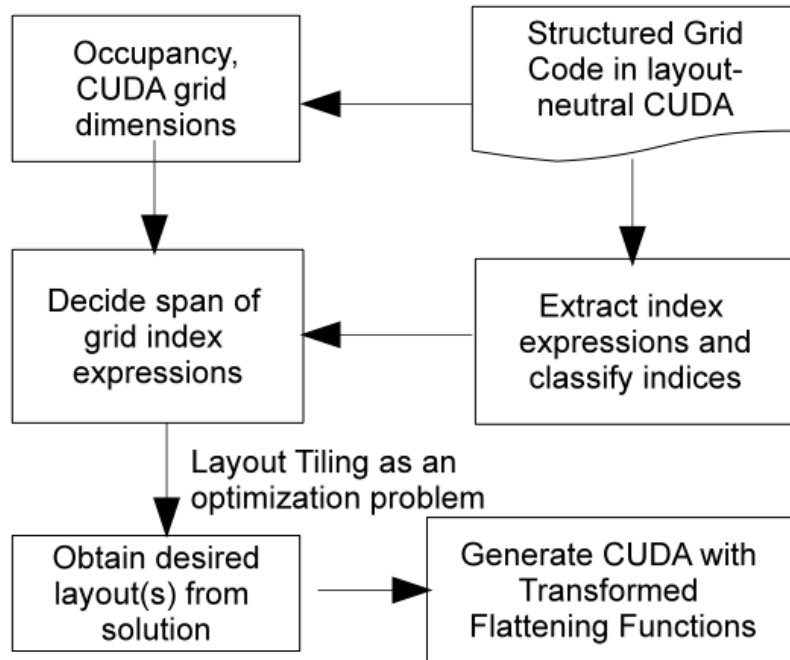 Occupancy,
CUDA grid
dimensions
Structured Grid
Code in layout-
neutral CUDA
Decide span of
grid index
expressions
Extract index
expressions and
classify indices
Layout Tiling as an
optimization problem
Obtain desired
layout(s) from
solution
Generate CUDA with
Transformed
Flattening Functions